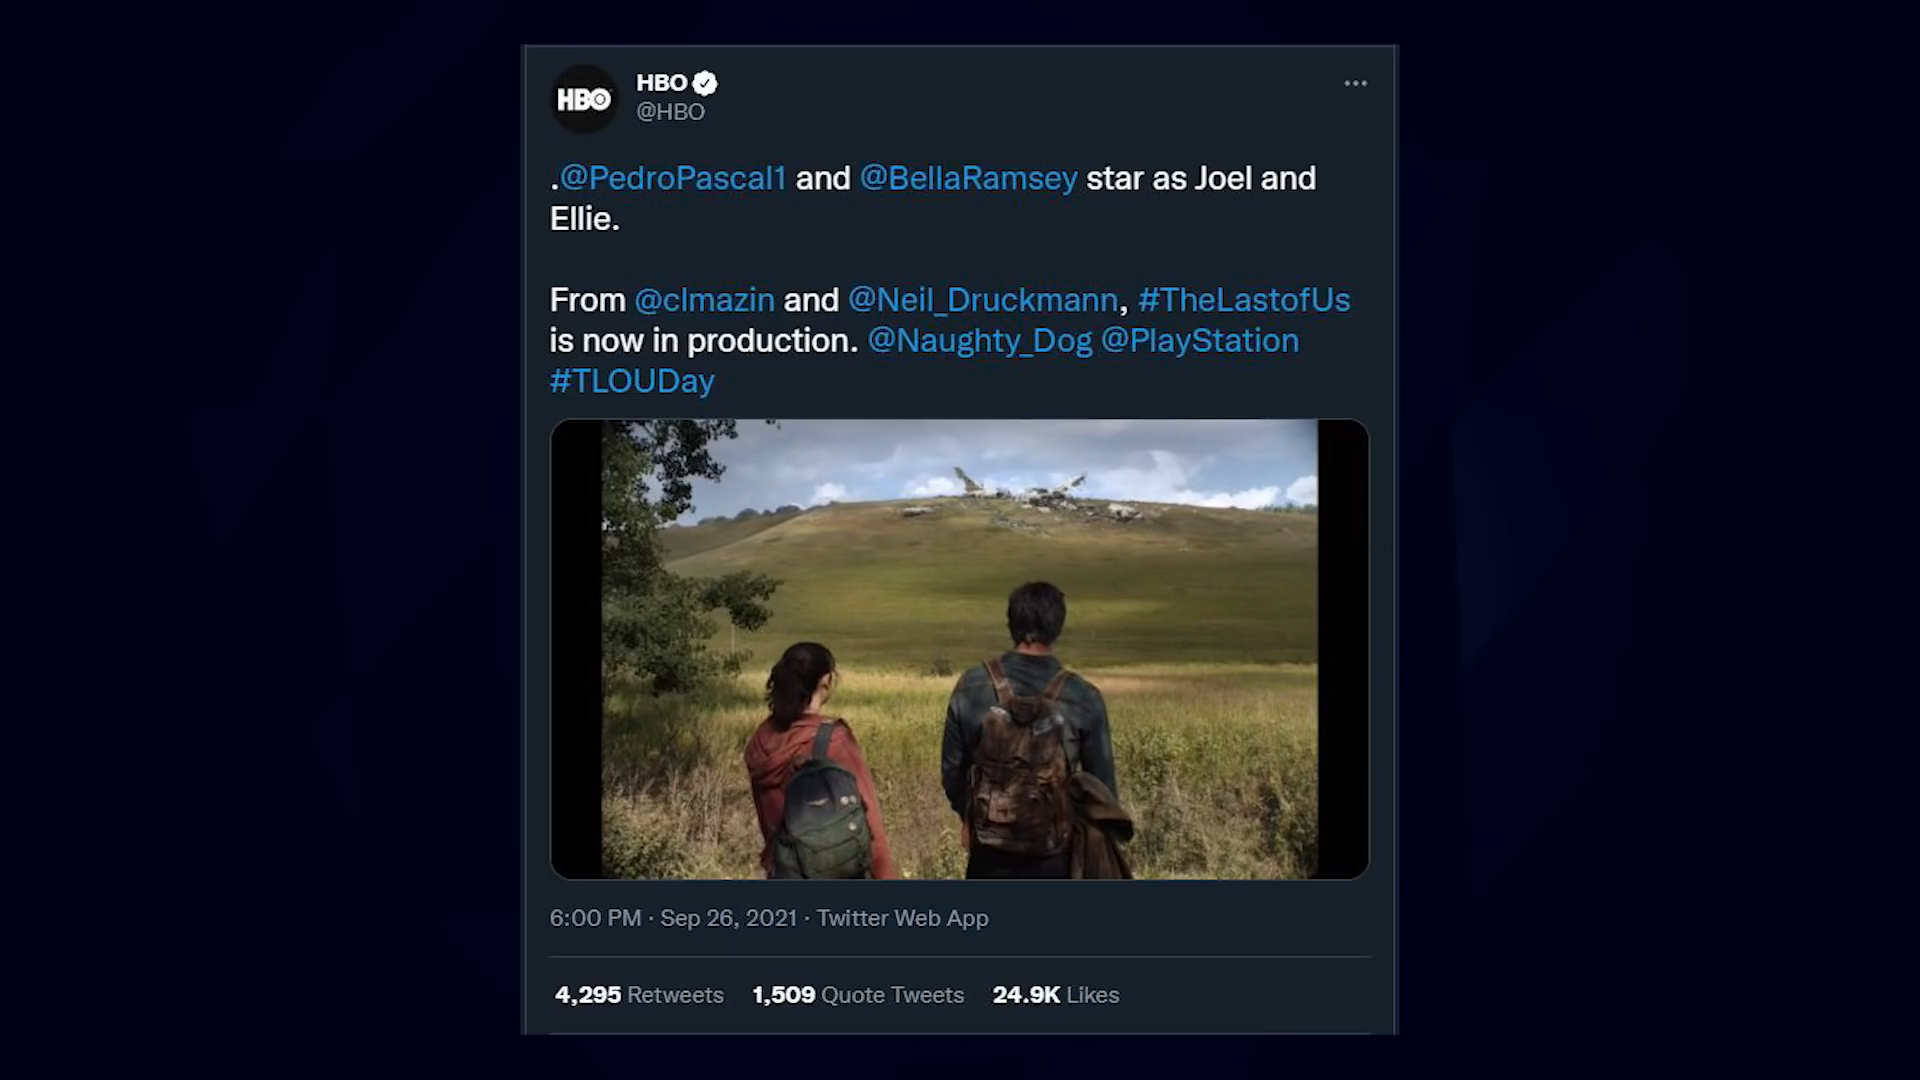 HBO
HBO
@HBO
.@PedroPascal1 and @BellaRamsey star as Joel and
Ellie.
From @clmazin and @Neil_Druckmann, #TheLastofUs
is now in production. @Naughty_Dog @PlayStation
#TLOUDay
6:00 PM · Sep 26, 2021 · Twitter Web App
4,295 Retweets 1,509 Quote Tweets 24.9K Likes